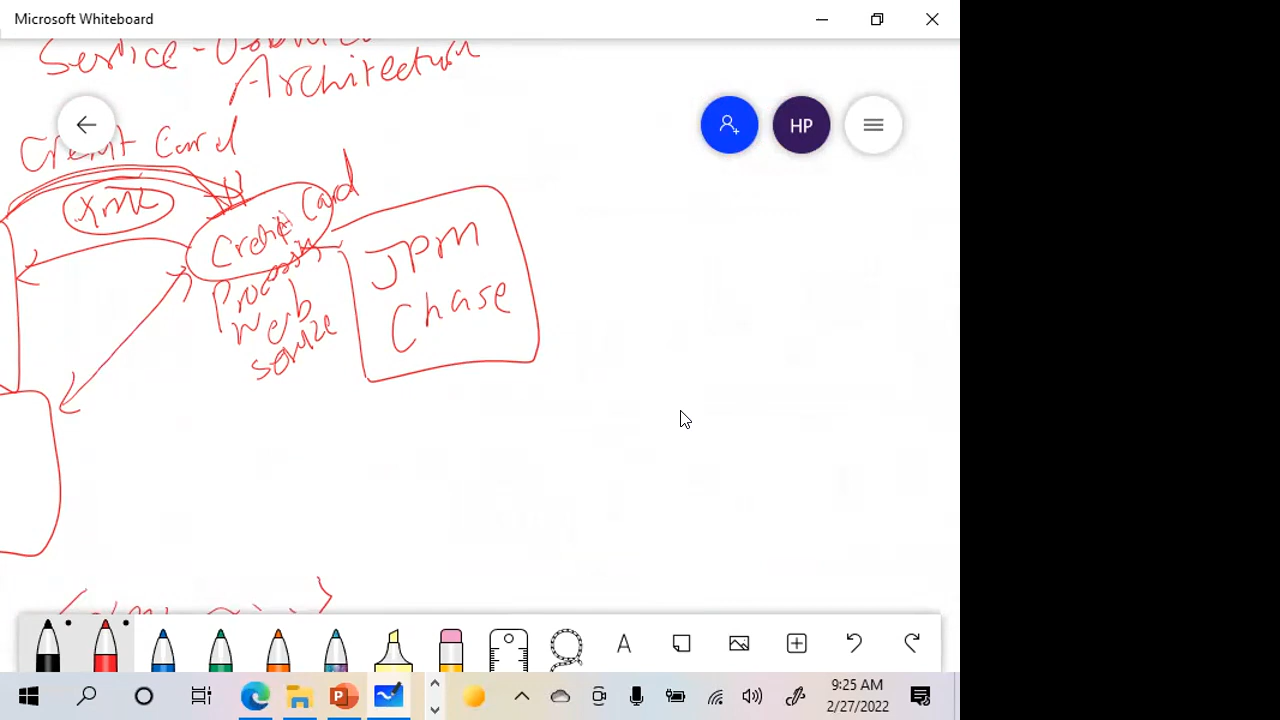 Microsoft Whiteboard
Service -
Architecture
HP
Credit Card
XML
Credit Card
Processing
Web
Service
JPM
Chase
A
9:25 AM
2/27/2022